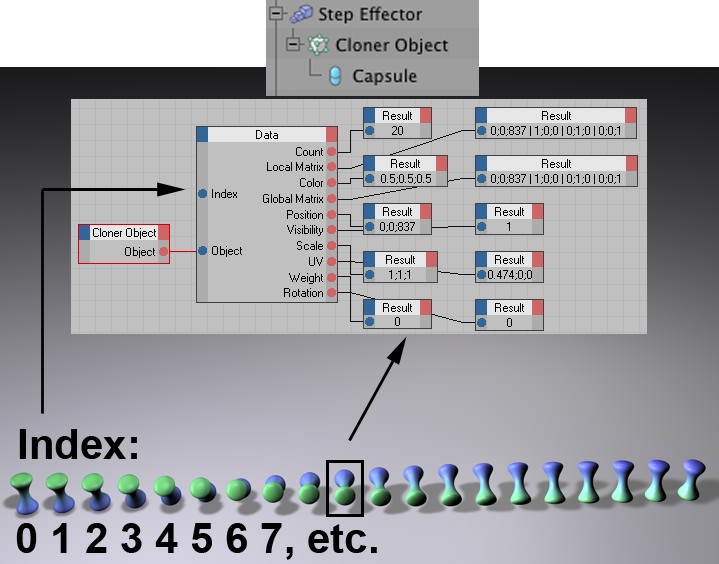 Step Effector
Cloner Object
Capsule
Data
Count
Local Matrix
Color
Global Matrix
Position
Visibility
Scale
UV
Weight
Rotation
Index
Object
Cloner Object
Object
Result
20
Result
0;0;837 | 1;0;0 | 0;1;0 | 0;0;1
Result
0.5;0.5;0.5
Result
0;0;837 | 1;0;0 | 0;1;0 | 0;0;1
Result
0;0;837
Result
1
Result
1;1;1
Result
0.474;0;0
Result
0
Result
0
Index:
0 1 2 3 4 5 6 7, etc.